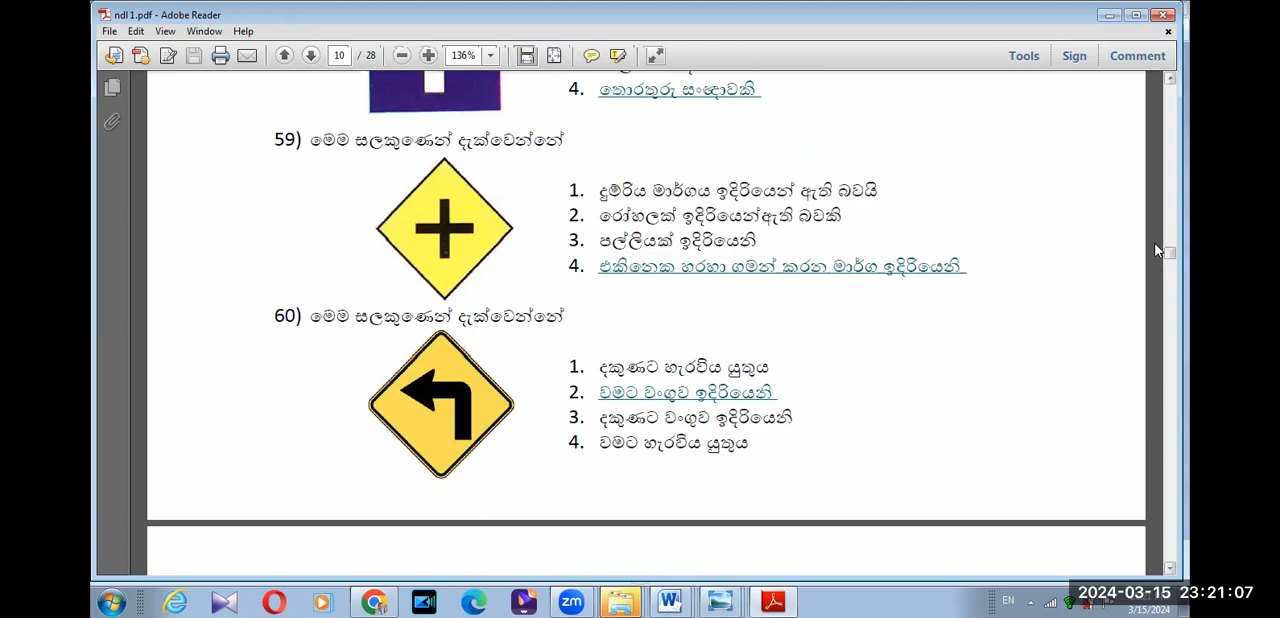 ndl 1.pdf - Adobe Reader
File Edit View Window Help
10 / 28 136% Tools Sign Comment
4. තොරතුරු සංඥාවකි
59) මෙම සලකුණෙන් දැක්වෙන්නේ
1. දුම්රිය මාර්ගය ඉදිරියෙන් ඇති බවයි
2. රෝහලක් ඉදිරියෙන්ඇති බවකි
3. පල්ලියක් ඉදිරියෙනි
4. එකිනෙක හරහා ගමන් කරන මාර්ග ඉදිරියෙනි
60) මෙම සලකුණෙන් දැක්වෙන්නේ
1. දකුණට හැරවිය යුතුය
2. වමට වංගුව ඉදිරියෙනි
3. දකුණට වංගුව ඉදිරියෙනි
4. වමට හැරවිය යුතුය
zm W EN
2024-03-15 23:21:07
3/15/2024